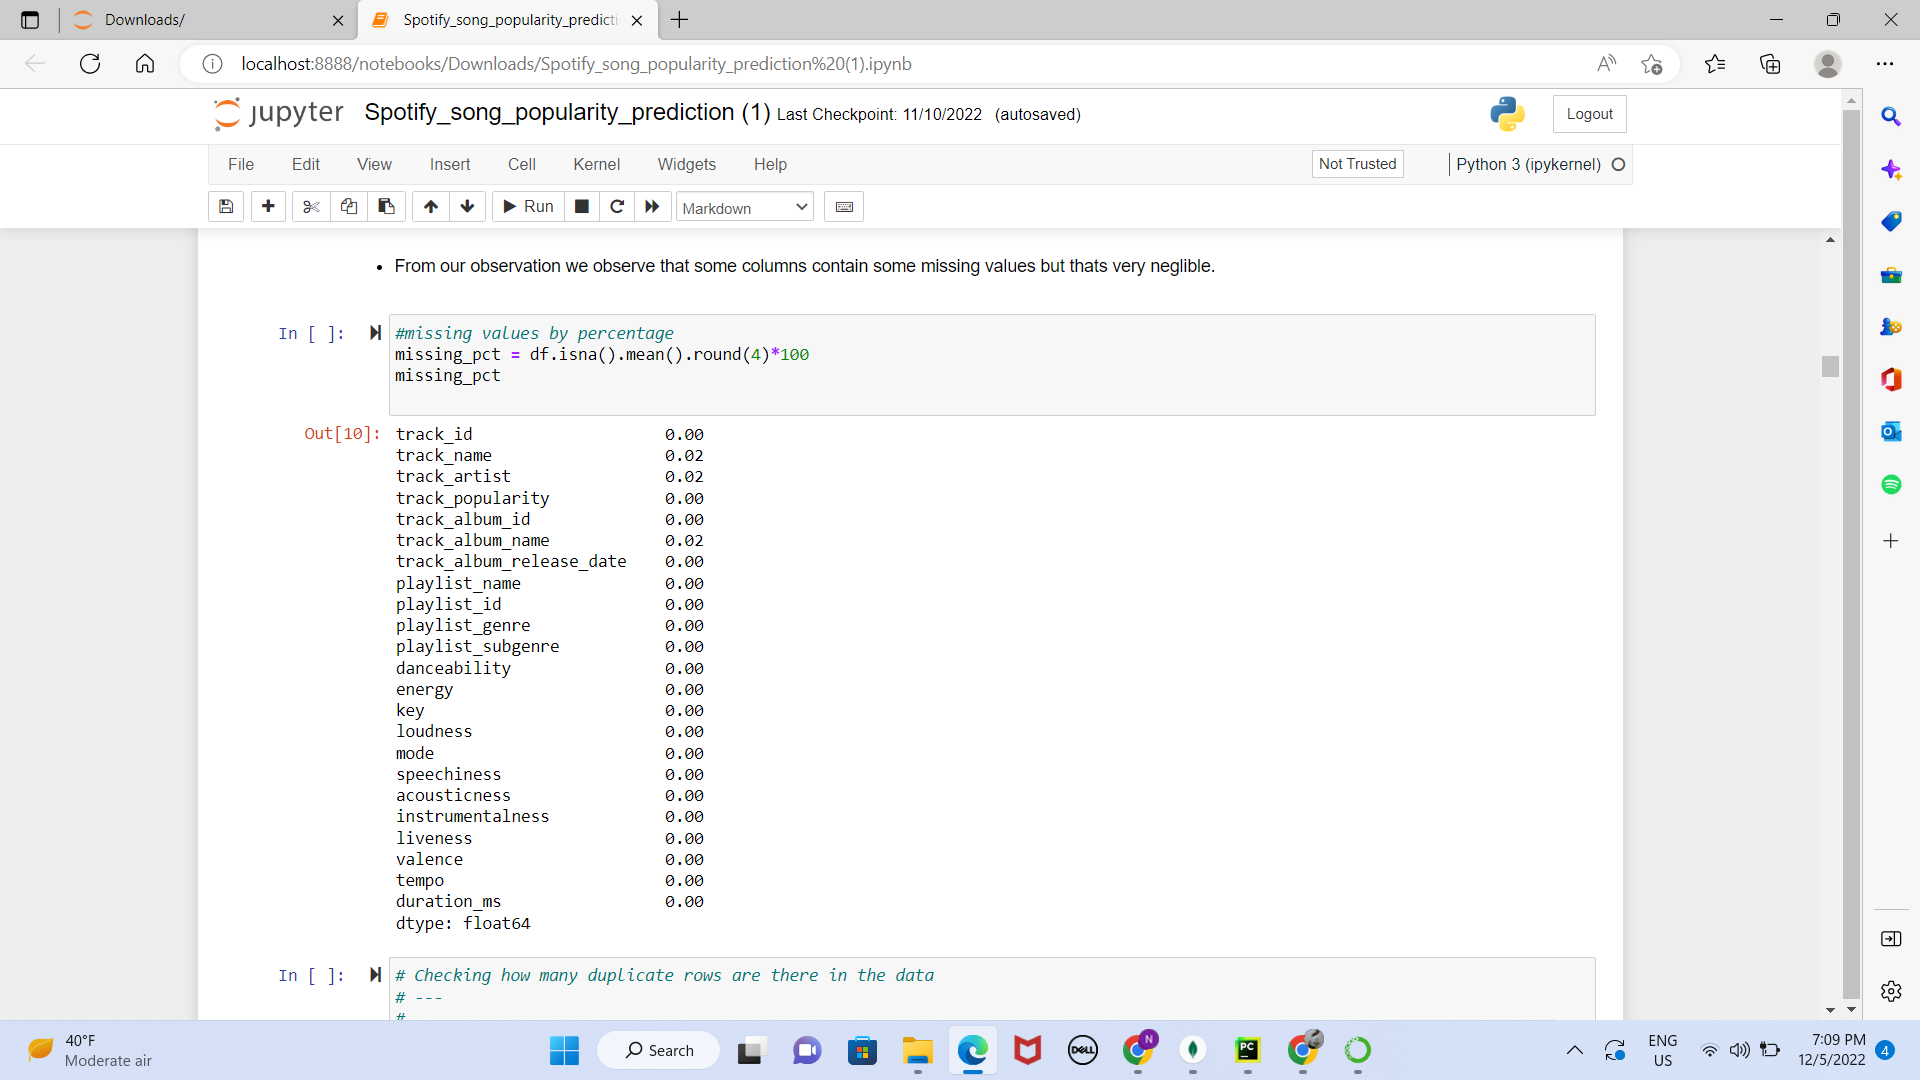 Downloads/
Spotify_song_popularity_predicti
localhost:8888/notebooks/Downloads/Spotify_song_popularity_prediction%20(1).ipynb
jupyter Spotify_song_popularity_prediction (1) Last Checkpoint: 11/10/2022 (autosaved)
Logout
File Edit View Insert Cell Kernel Widgets Help
Not Trusted
Python 3 (ipykernel)
Run
Markdown
• From our observation we observe that some columns contain some missing values but thats very neglible.
In [ ]: #missing values by percentage
missing_pct = df.isna().mean().round(4)*100
missing_pct
Out[10]: track_id 0.00
track_name 0.02
track_artist 0.02
track_popularity 0.00
track_album_id 0.00
track_album_name 0.02
track_album_release_date 0.00
playlist_name 0.00
playlist_id 0.00
playlist_genre 0.00
playlist_subgenre 0.00
danceability 0.00
energy 0.00
key 0.00
loudness 0.00
mode 0.00
speechiness 0.00
acousticness 0.00
instrumentalness 0.00
liveness 0.00
valence 0.00
tempo 0.00
duration_ms 0.00
dtype: float64
In [ ]: # Checking how many duplicate rows are there in the data
# ---
#
40°F
Moderate air
Search
DELL
N
PC
ENG
US
7:09 PM
12/5/2022
4